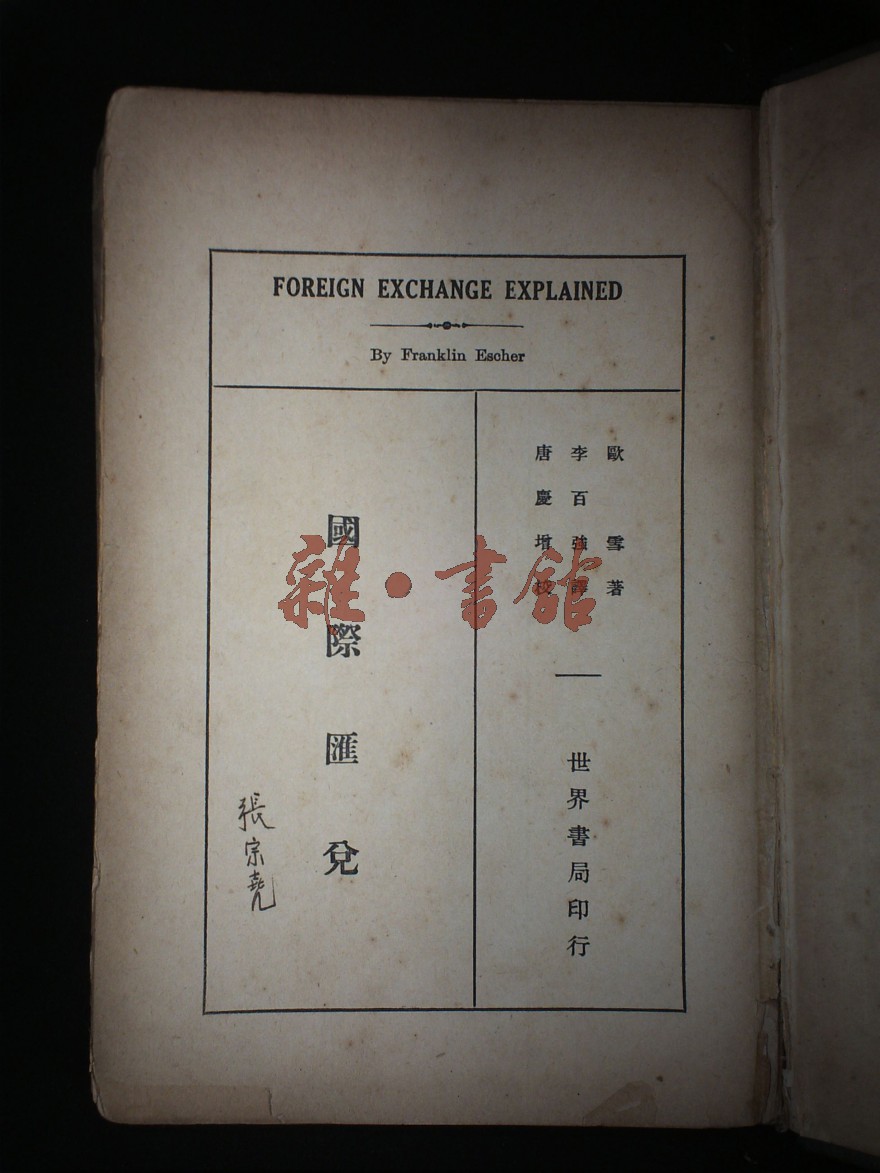 FOREIGN EXCHANGE EXPLAINED
By Franklin Escher
歐雪著
李百強譯
唐慶增校
世界書局印行
國際匯兌
張宗堯
雜·書館